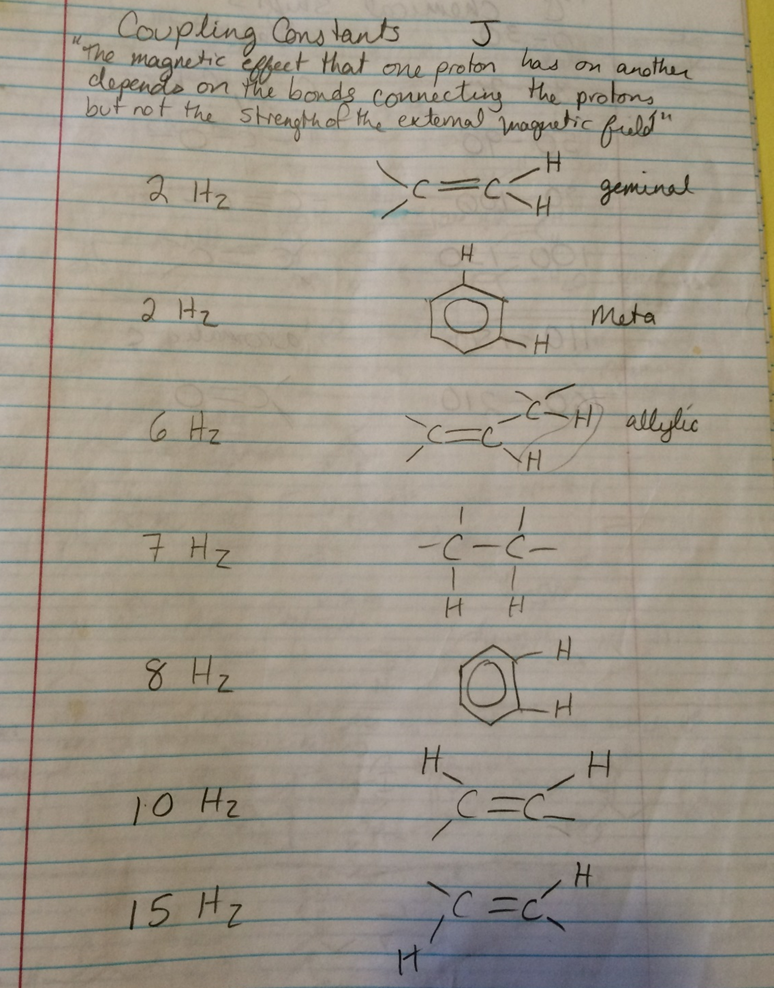 Coupling Constants J
"The magnetic effect that one proton has on another
depends on the bonds connecting the protons
but not the strength of the external magnetic field"
2 Hz C=C H H geminal
H
2 Hz H Meta
6 Hz C=C C H H allylic
7 Hz -C-C-
H H
8 Hz H H
H H
10 Hz C=C
15 Hz C=C H
H